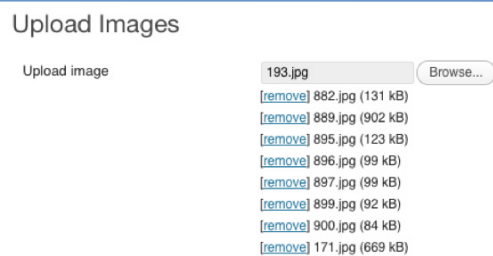 Upload Images
Upload image 193.jpg Browse...
[remove] 882.jpg (131 kB)
[remove] 889.jpg (902 kB)
[remove] 895.jpg (123 kB)
[remove] 896.jpg (99 kB)
[remove] 897.jpg (99 kB)
[remove] 899.jpg (92 kB)
[remove] 900.jpg (84 kB)
[remove] 171.jpg (669 kB)